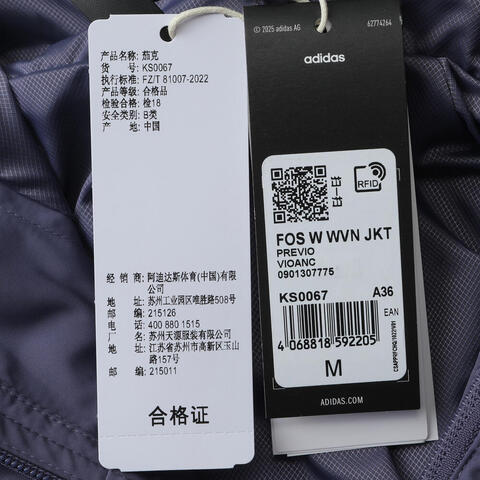 产品名称: 茄克
货 号: KS0067
执行标准: FZ/T 81007-2022
产品等级: 合格品
检验合格: 检18
安全类别: B类
产 地: 中国
经 销 商: 阿迪达斯体育(中国)有限公司
地 址: 苏州工业园区唯胜路508号
邮 编: 215126
电 话: 400 880 1515
厂 名: 苏州天源服装有限公司
地 址: 江苏省苏州市高新区玉山路157号
邮 编: 215011
合格证
© 2025 adidas AG
62774264
adidas
RFID
FOS W WVN JKT
PREVIO
VIOANC
0901307775
KS0067 A36
EAN
4 068818 592205
M
ADIDAS.COM